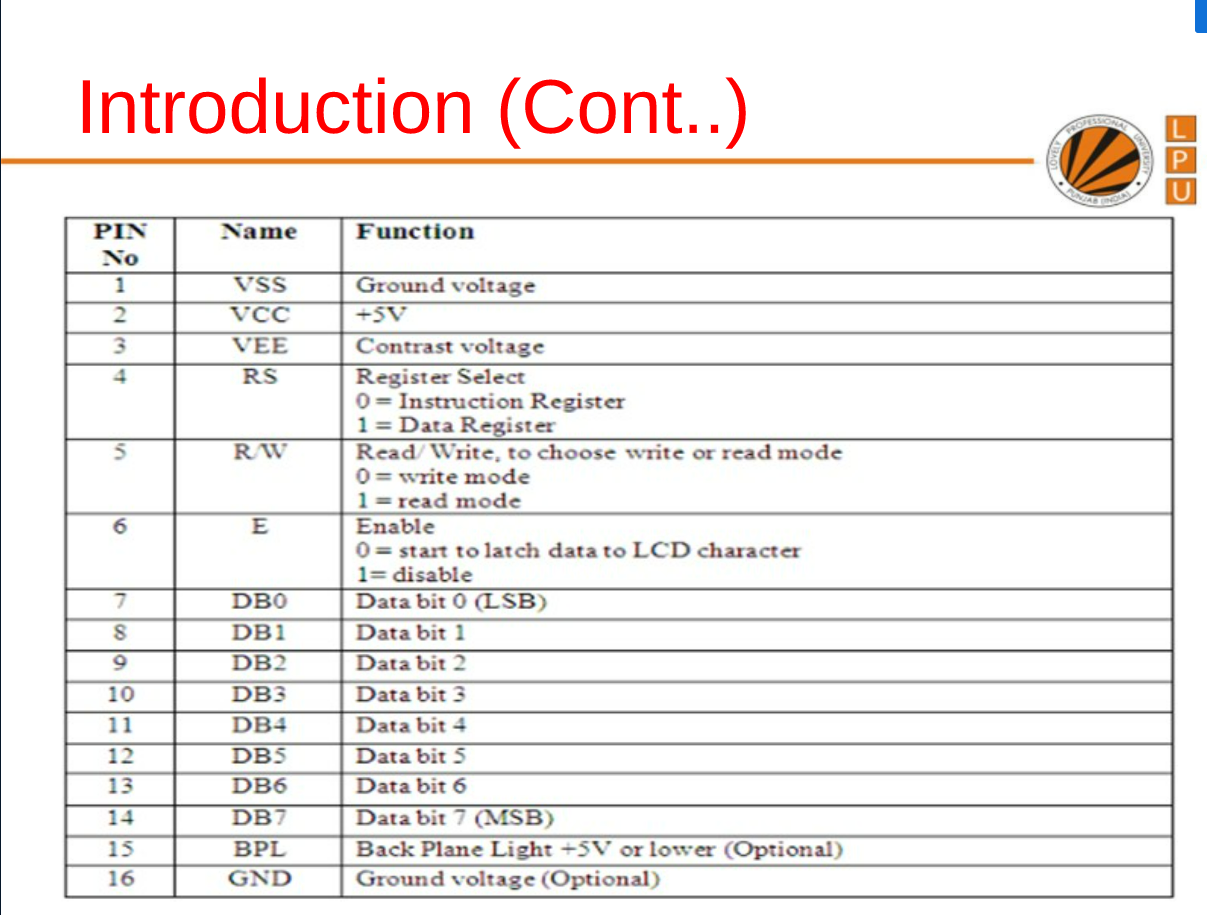 Introduction (Cont..)
LOVELY PROFESSIONAL UNIVERSITY
PUNJAB (INDIA)
L
P
U
PIN No Name Function
1 VSS Ground voltage
2 VCC +5V
3 VEE Contrast voltage
4 RS Register Select
0 = Instruction Register
1 = Data Register
5 R/W Read/ Write, to choose write or read mode
0 = write mode
1 = read mode
6 E Enable
0 = start to latch data to LCD character
1= disable
7 DB0 Data bit 0 (LSB)
8 DB1 Data bit 1
9 DB2 Data bit 2
10 DB3 Data bit 3
11 DB4 Data bit 4
12 DB5 Data bit 5
13 DB6 Data bit 6
14 DB7 Data bit 7 (MSB)
15 BPL Back Plane Light +5V or lower (Optional)
16 GND Ground voltage (Optional)